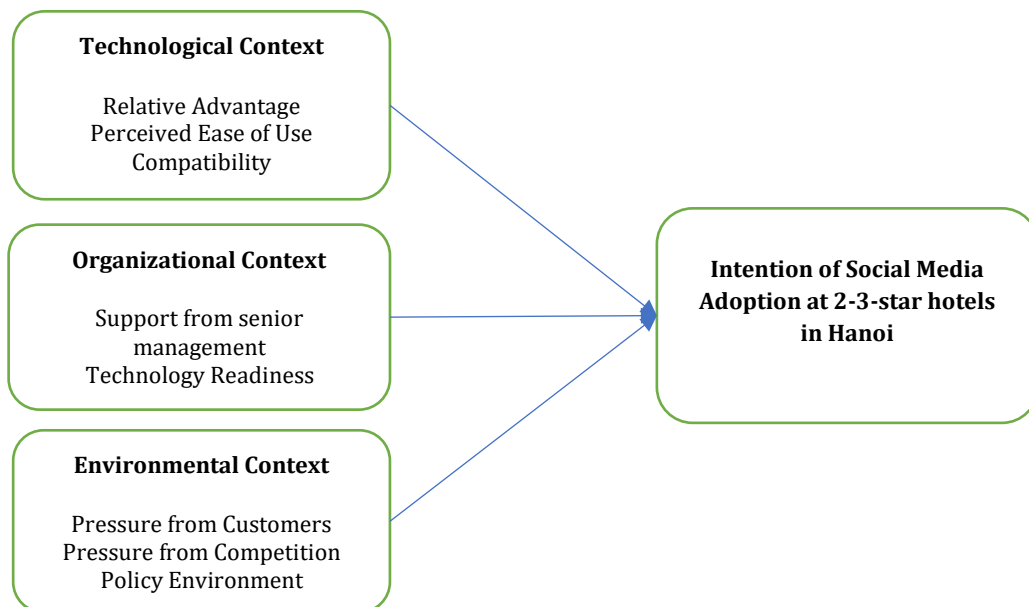 Technological Context
Relative Advantage
Perceived Ease of Use
Compatibility
Organizational Context
Support from senior
management
Technology Readiness
Environmental Context
Pressure from Customers
Pressure from Competition
Policy Environment
Intention of Social Media
Adoption at 2-3-star hotels
in Hanoi